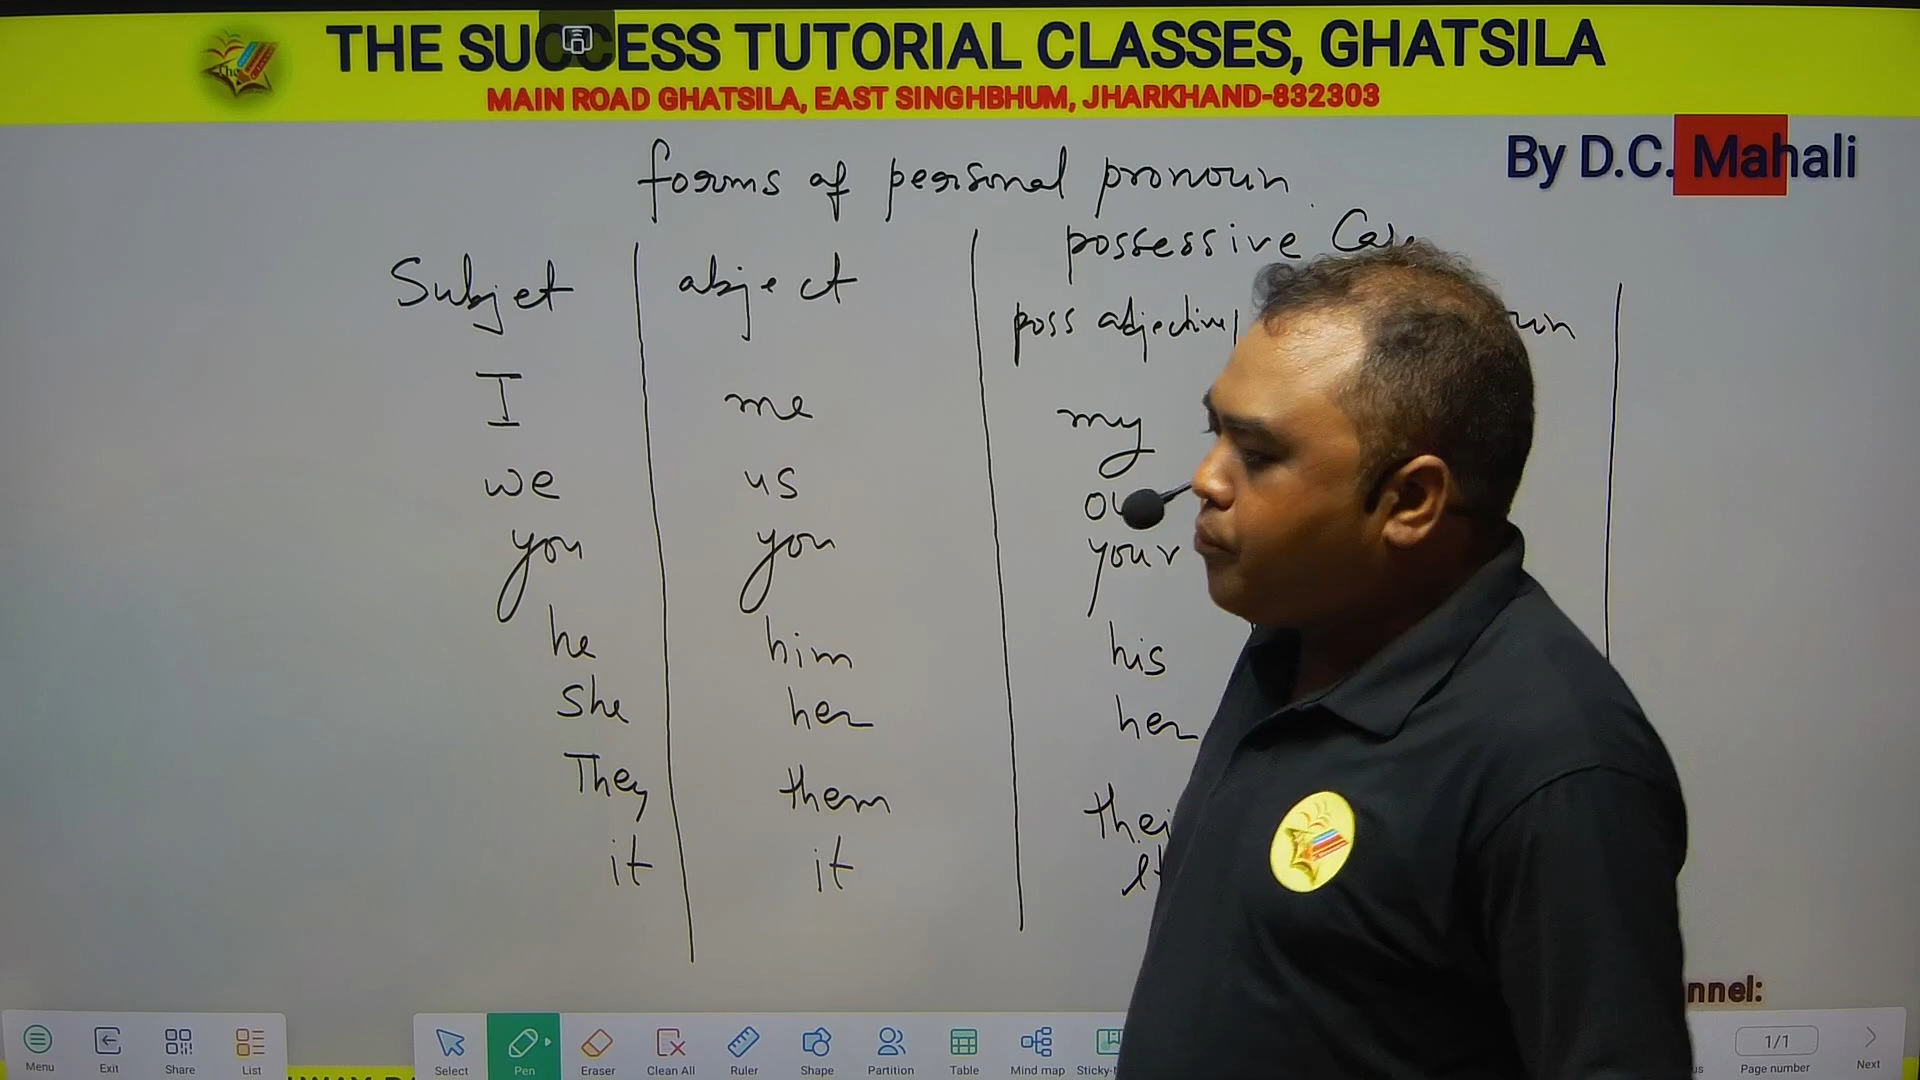 THE SUCCESS TUTORIAL CLASSES, GHATSILA
MAIN ROAD GHATSILA, EAST SINGHBHUM, JHARKHAND-832303
By D.C. Mahali
forms of personal pronoun
possessive
Subjet object
poss adjective
I me my
we us
you you your
he him his
she her her
They them
it it
Menu Exit Share List Select Pen Eraser Clean All Ruler Shape Partition Table Mind map Page number Next
1/1